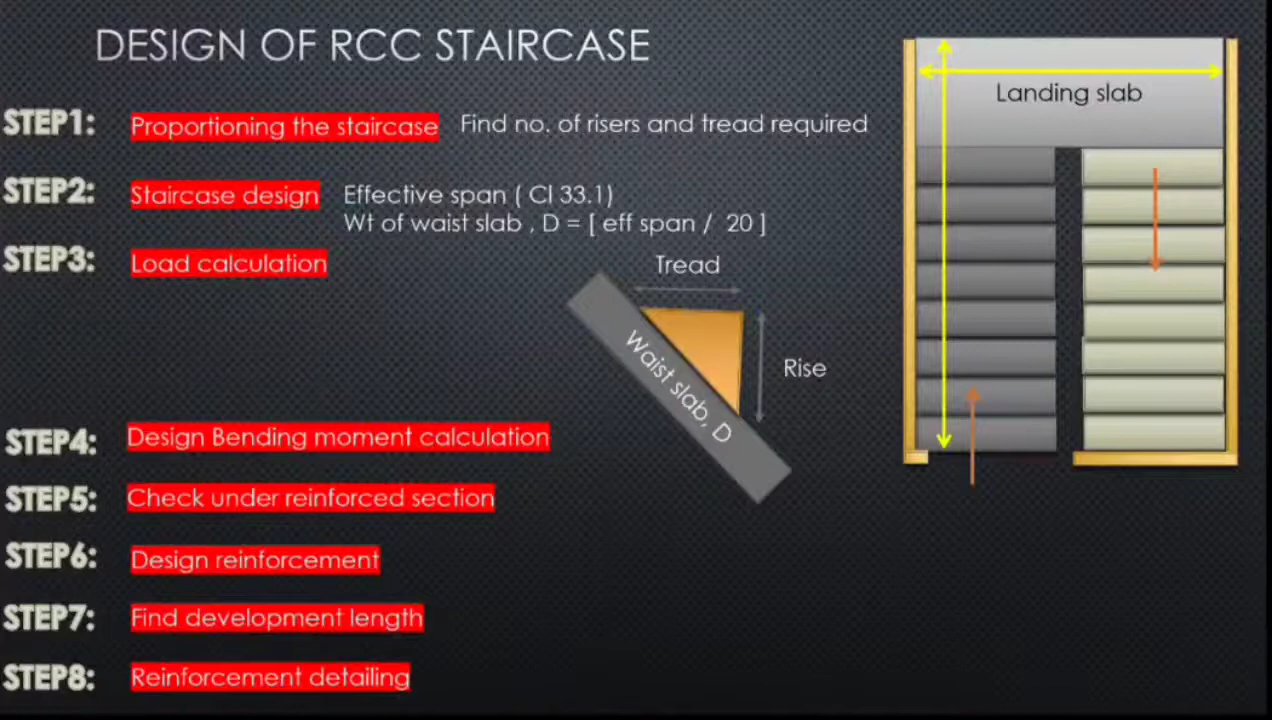 DESIGN OF RCC STAIRCASE
STEP1: Proportioning the staircase Find no. of risers and tread required
STEP2: Staircase design Effective span ( Cl 33.1)
Wt of waist slab , D = [ eff span / 20 ]
STEP3: Load calculation
Tread
Waist slab, D
Rise
STEP4: Design Bending moment calculation
STEP5: Check under reinforced section
STEP6: Design reinforcement
STEP7: Find development length
STEP8: Reinforcement detailing
Landing slab